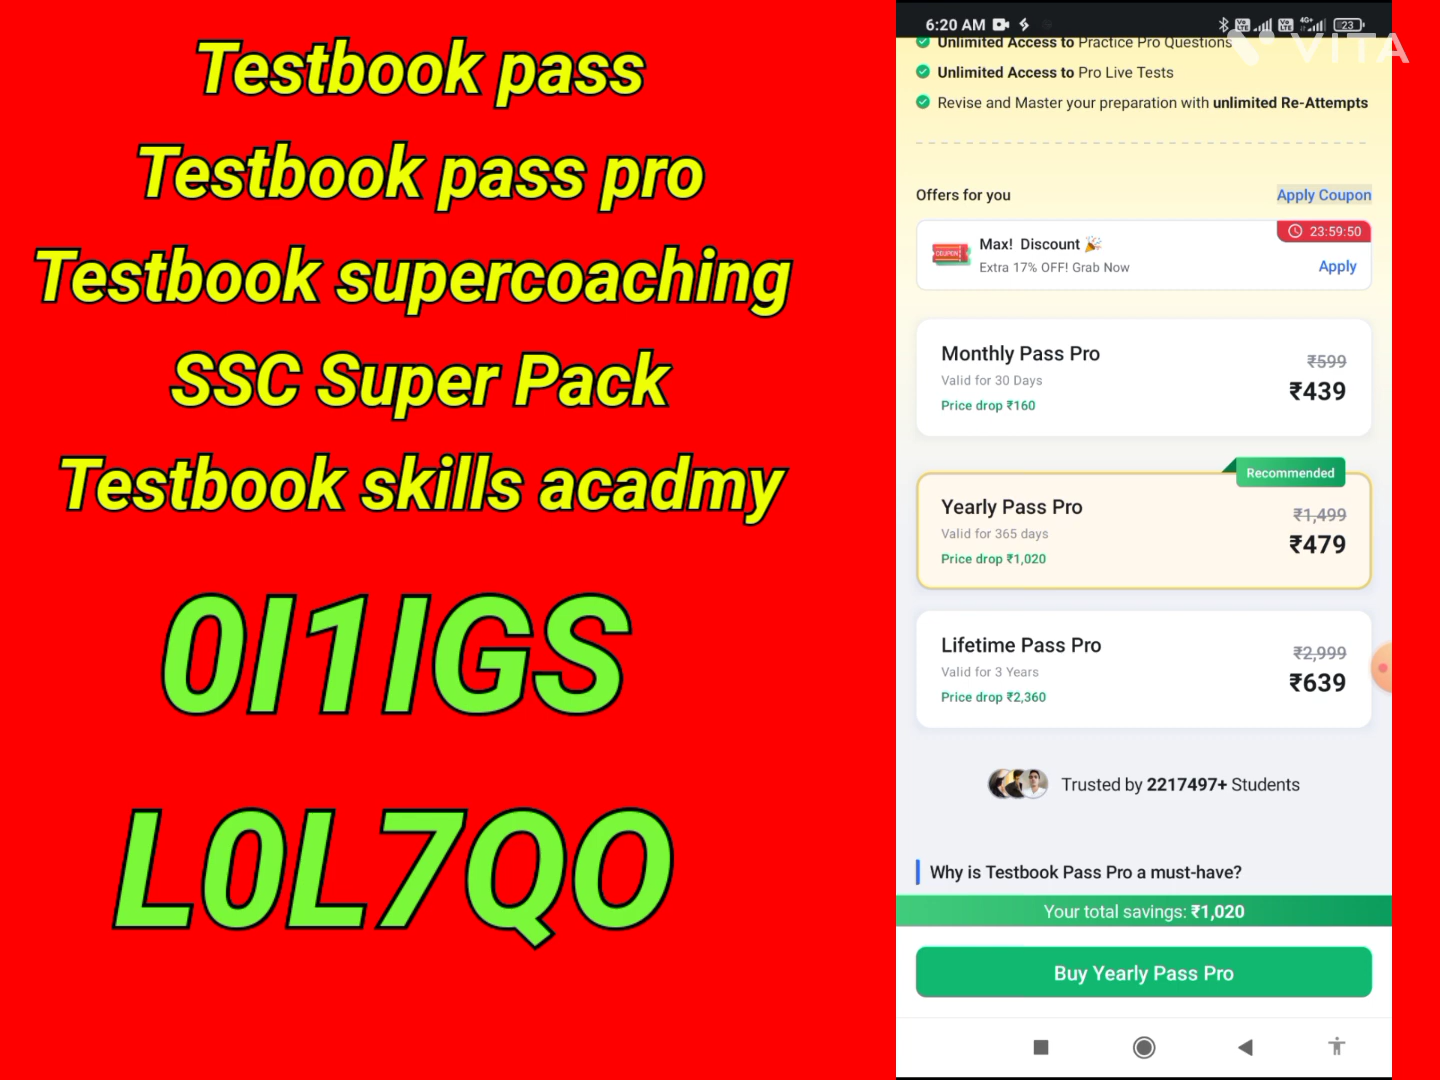 Testbook pass
Testbook pass pro
Testbook supercoaching
SSC Super Pack
Testbook skills acadmy
0I1IGS
L0L7QO
6:20 AM
4G+
23
VITA
Unlimited Access to Practice Pro Questions
Unlimited Access to Pro Live Tests
Revise and Master your preparation with unlimited Re-Attempts
Offers for you
Apply Coupon
23:59:50
COUPON
Max! Discount 🎉
Extra 17% OFF! Grab Now
Apply
Monthly Pass Pro
₹599
Valid for 30 Days
₹439
Price drop ₹160
Recommended
Yearly Pass Pro
₹1,499
Valid for 365 days
₹479
Price drop ₹1,020
Lifetime Pass Pro
₹2,999
Valid for 3 Years
₹639
Price drop ₹2,360
Trusted by 2217497+ Students
Why is Testbook Pass Pro a must-have?
Your total savings: ₹1,020
Buy Yearly Pass Pro